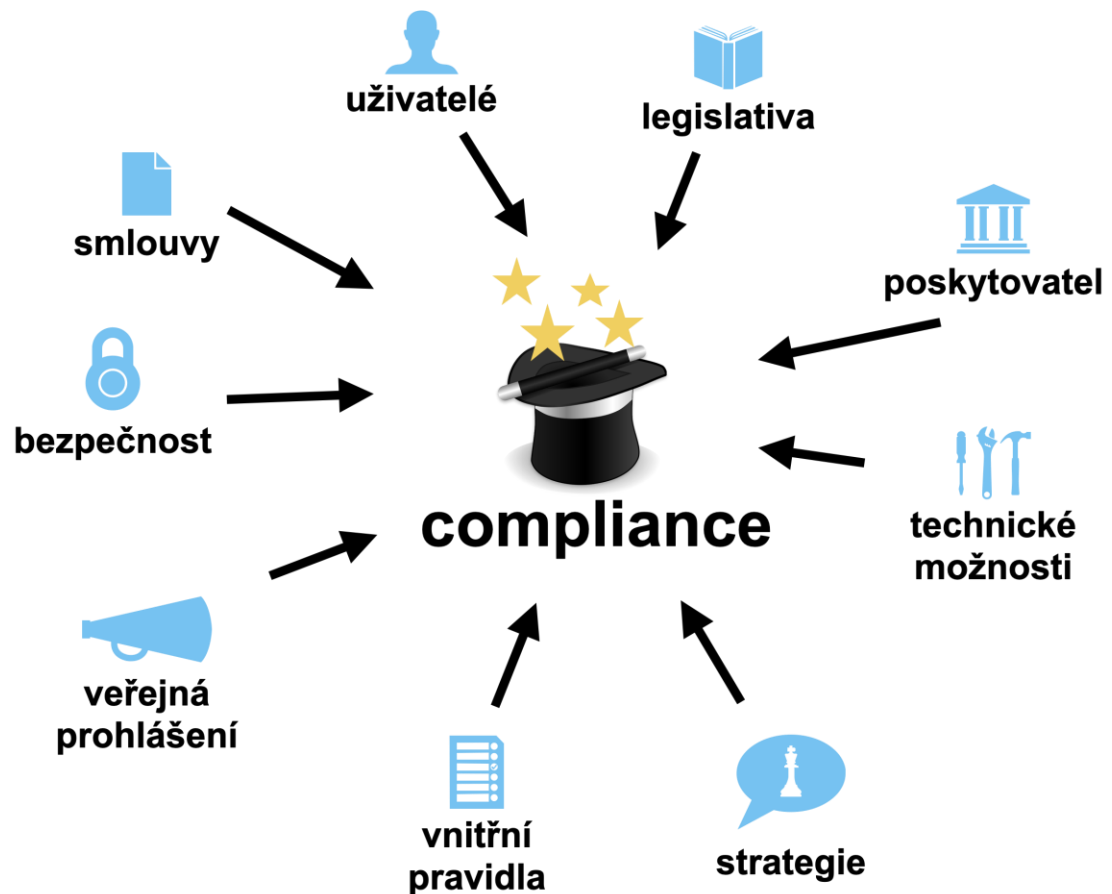 uživatelé
legislativa
smlouvy
poskytovatel
bezpečnost
compliance
technické
možnosti
veřejná
prohlášení
vnitřní
pravidla
strategie